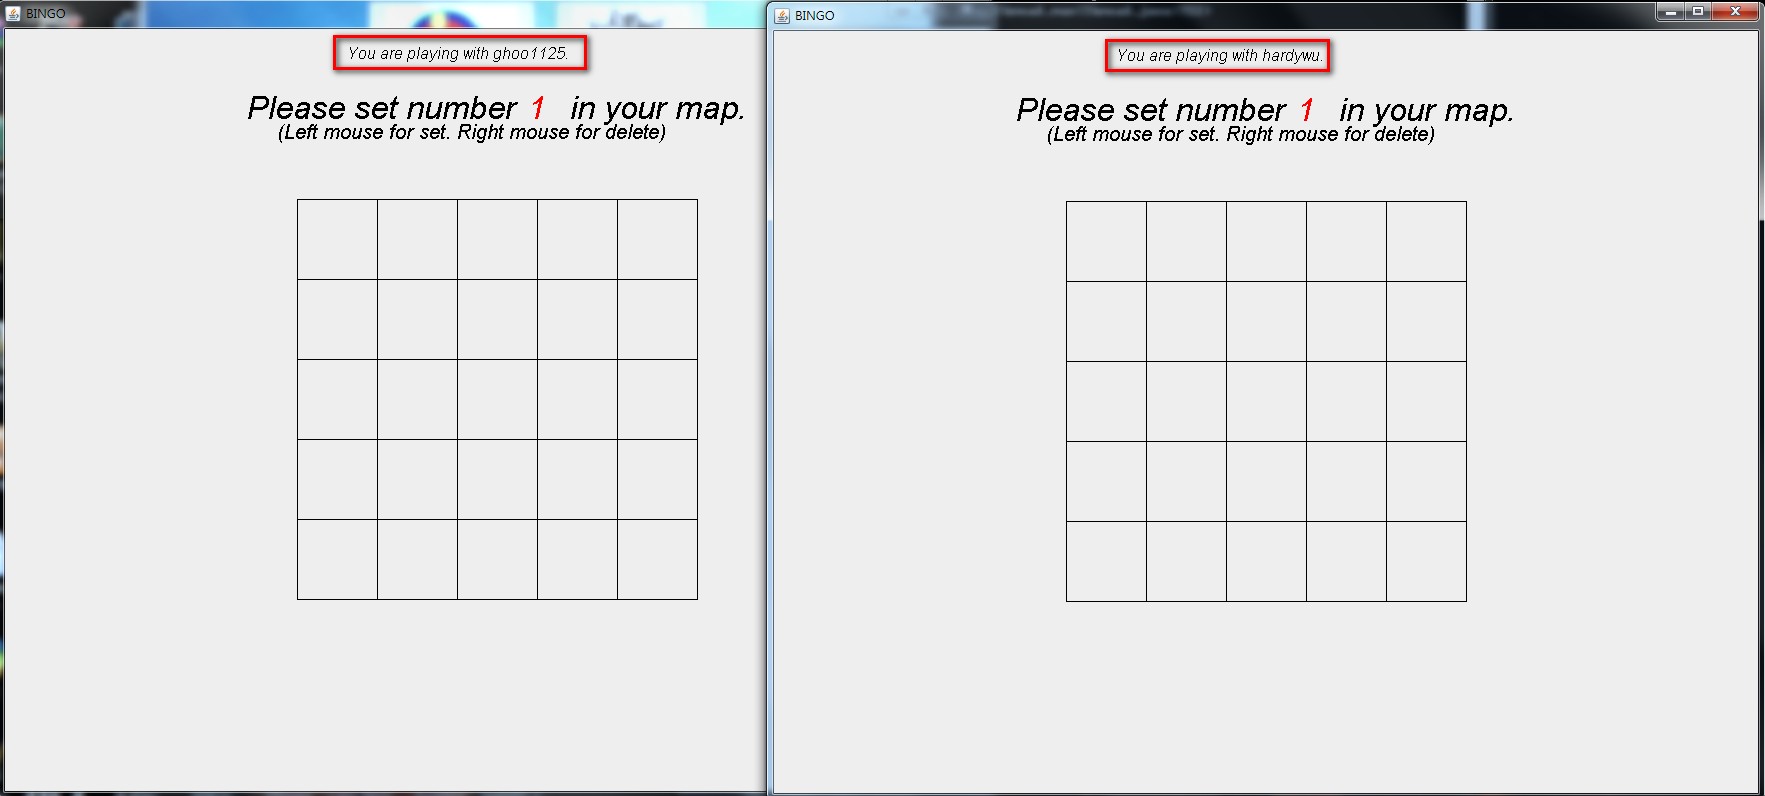 BINGO
You are playing with ghoo1125.
Please set number 1 in your map.
(Left mouse for set. Right mouse for delete)
BINGO
You are playing with hardywu.
Please set number 1 in your map.
(Left mouse for set. Right mouse for delete)